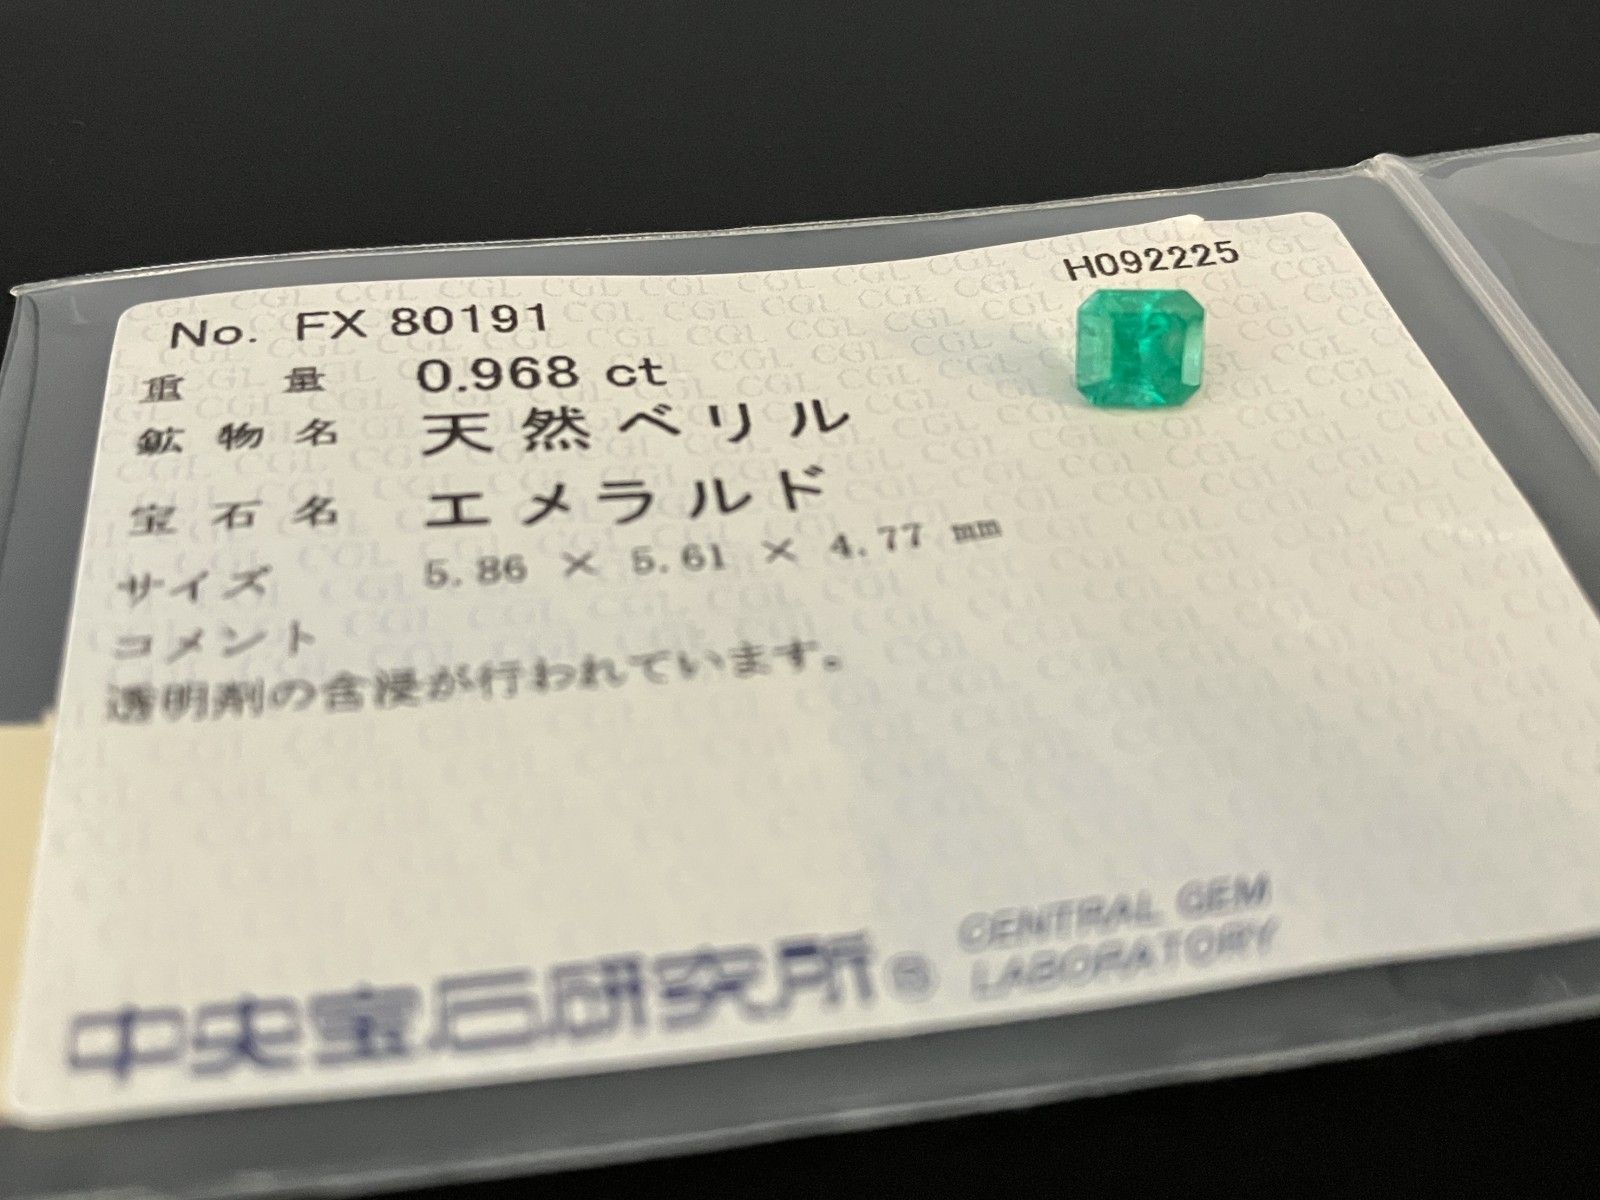 H092225
No. FX 80191
重量 0.968 ct
鉱物名 天然ベリル
宝石名 エメラルド
サイズ 5.86 × 5.61 × 4.77 mm
コメント
透明剤の含浸が行われています。
中央宝石研究所® CENTRAL GEM
LABORATORY